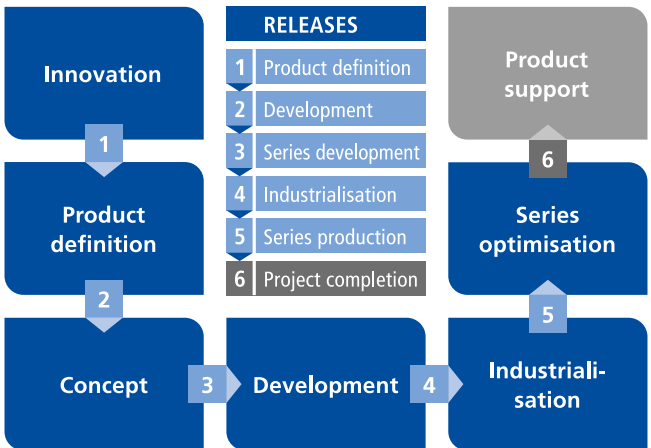 Innovation
1
Product
definition
2
Concept
3
Development
4
Industriali-
sation
5
Series
optimisation
6
Product
support
RELEASES
1 Product definition
2 Development
3 Series development
4 Industrialisation
5 Series production
6 Project completion